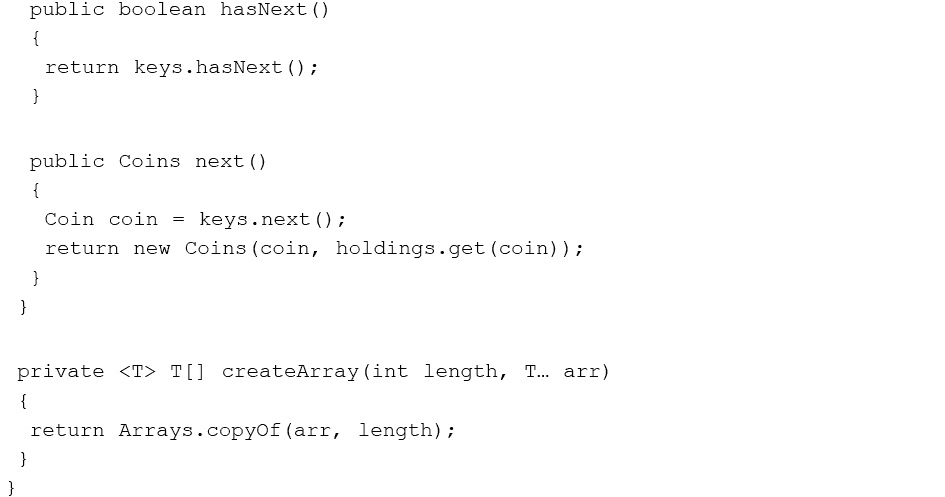 public boolean hasNext()
{
return keys.hasNext();
}
public Coins next()
{
Coin coin = keys.next();
return new Coins(coin, holdings.get(coin));
}
}
private <T> T[] createArray(int length, T… arr)
{
return Arrays.copyOf(arr, length);
}
}